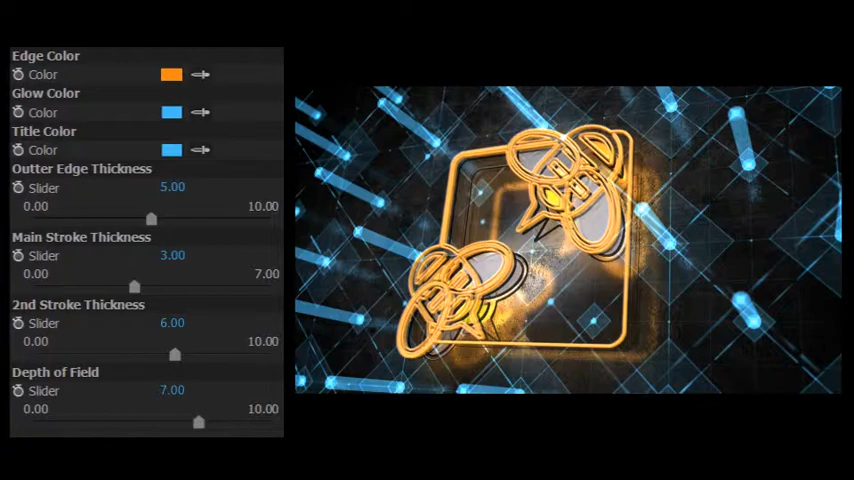 Edge Color
Color
Glow Color
Color
Title Color
Color
Outter Edge Thickness
Slider 5.00
0.00 10.00
Main Stroke Thickness
Slider 3.00
0.00 7.00
2nd Stroke Thickness
Slider 6.00
0.00 10.00
Depth of Field
Slider 7.00
0.00 10.00